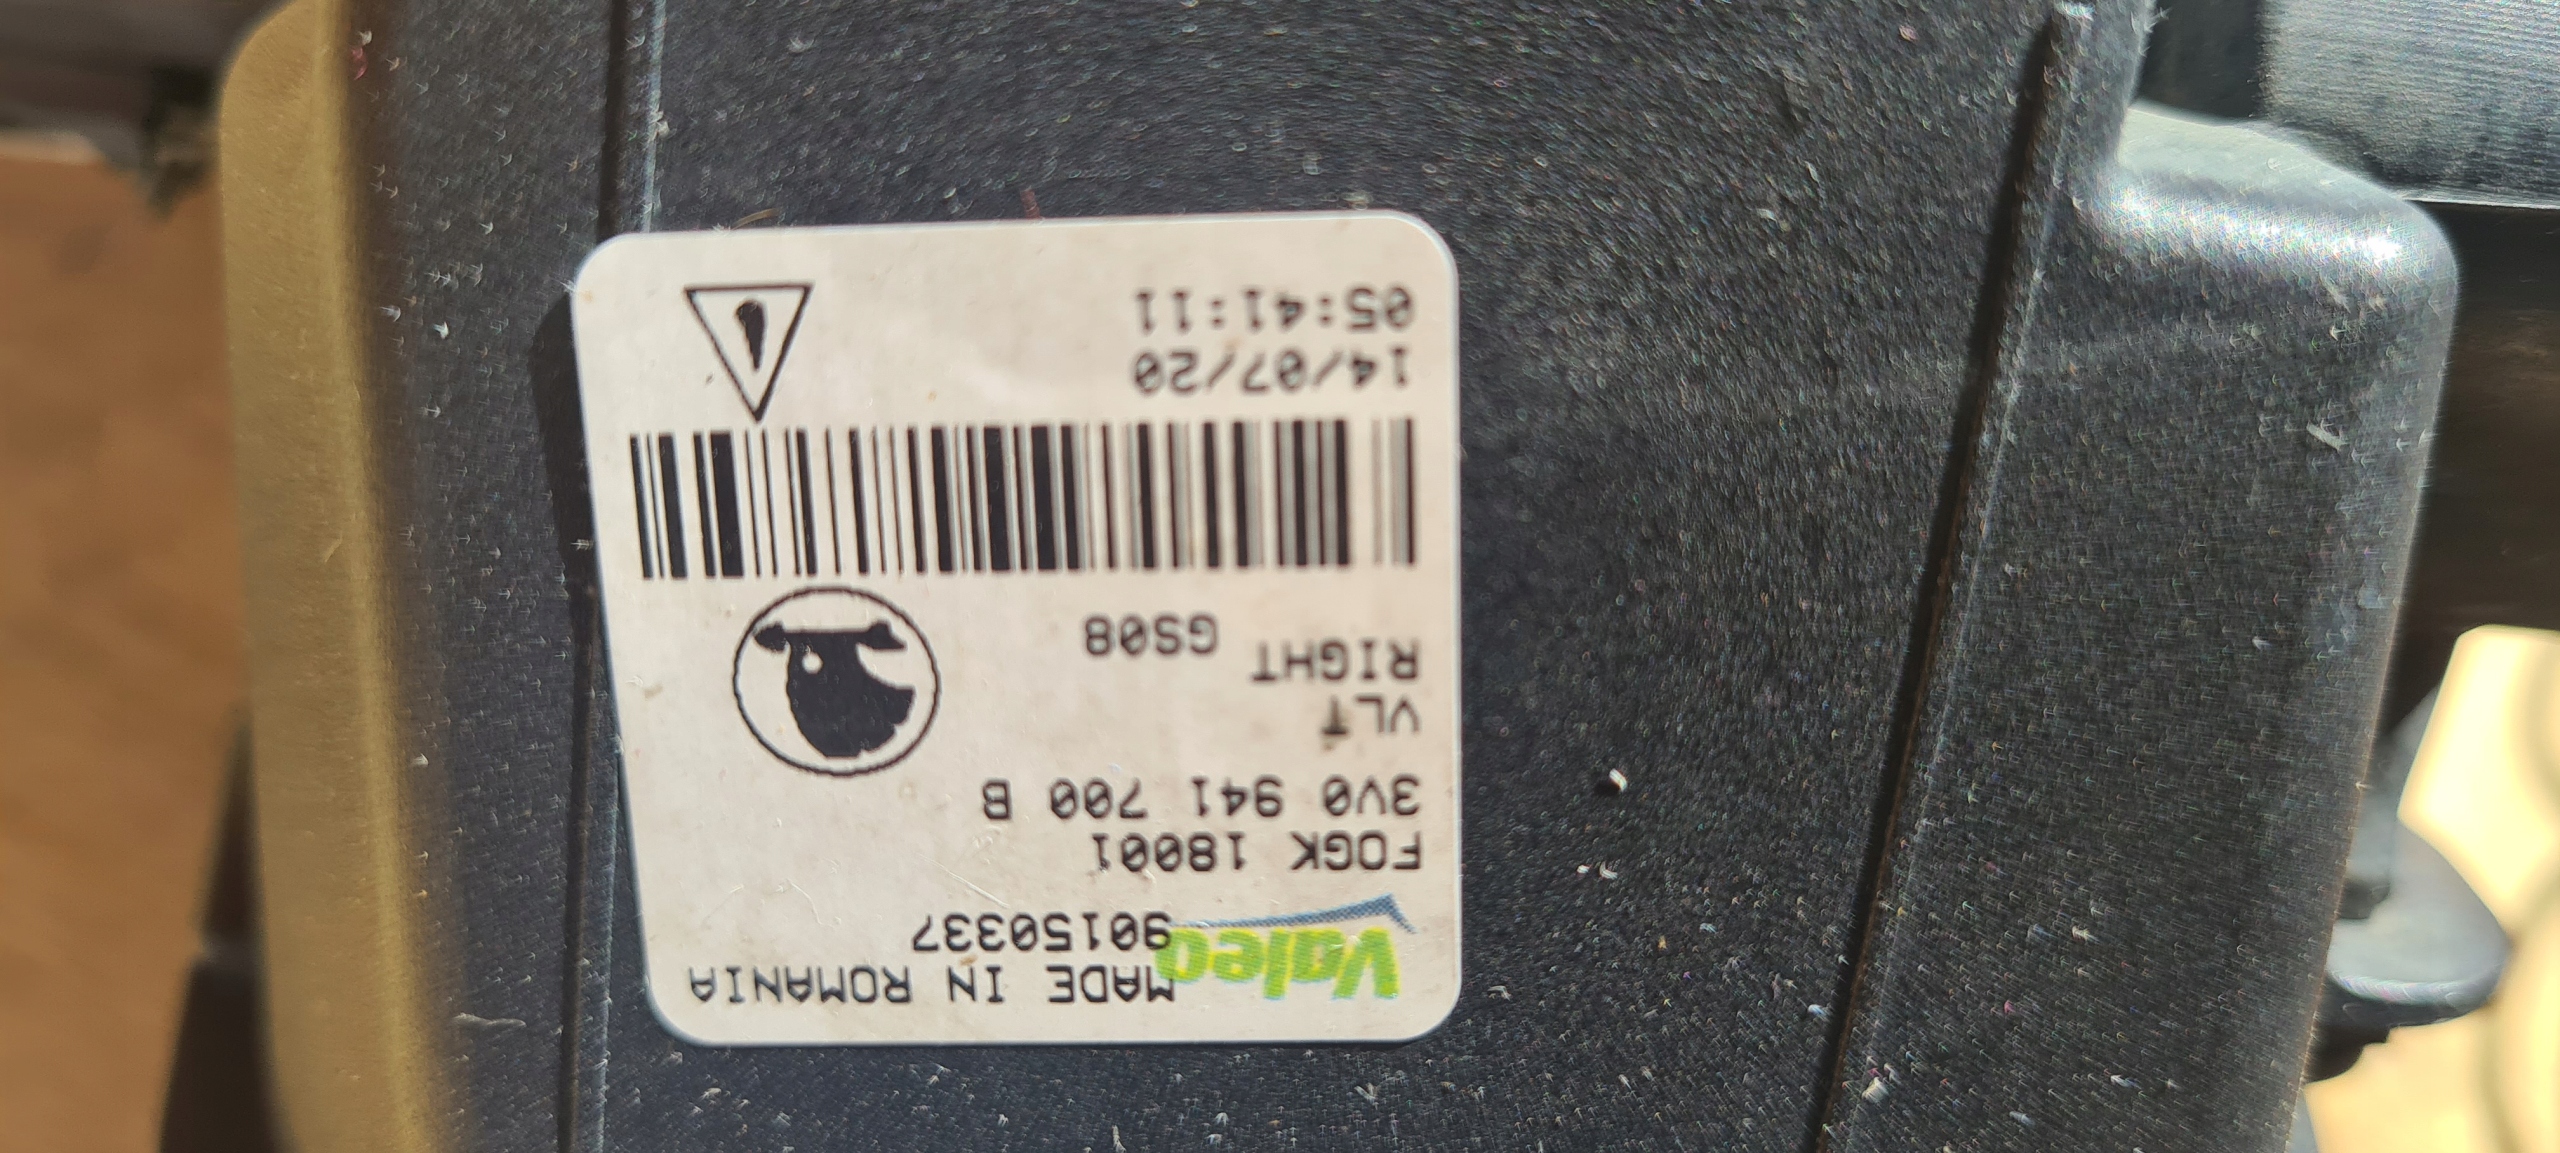 Valeo
MADE IN ROMANIA
90150337
FOGK 18001
3V0 941 700 B
VLT
RIGHT GS08
14/07/20
05:41:11